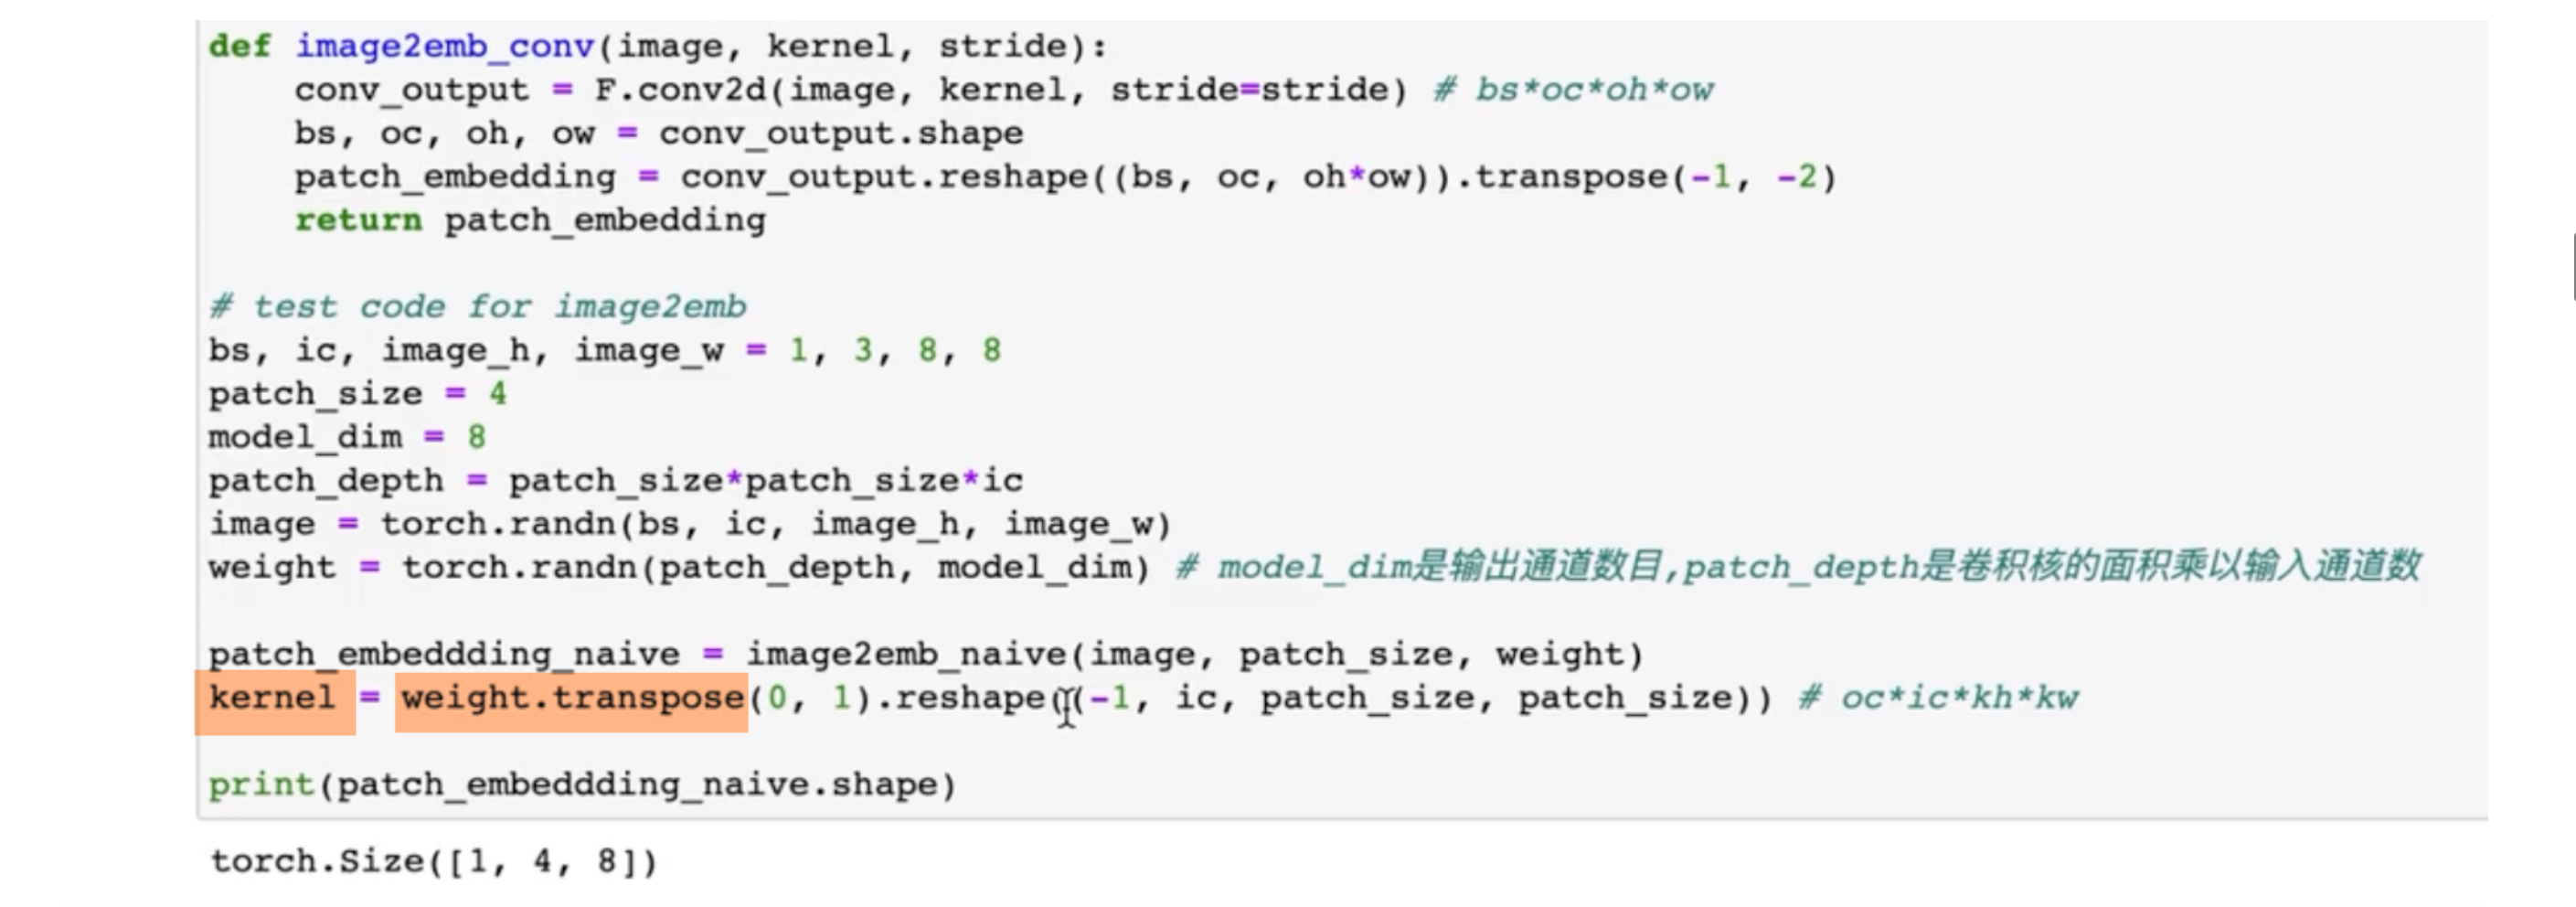 def image2emb_conv(image, kernel, stride):
    conv_output = F.conv2d(image, kernel, stride=stride) # bs*oc*oh*ow
    bs, oc, oh, ow = conv_output.shape
    patch_embedding = conv_output.reshape((bs, oc, oh*ow)).transpose(-1, -2)
    return patch_embedding

# test code for image2emb
bs, ic, image_h, image_w = 1, 3, 8, 8
patch_size = 4
model_dim = 8
patch_depth = patch_size*patch_size*ic
image = torch.randn(bs, ic, image_h, image_w)
weight = torch.randn(patch_depth, model_dim) # model_dim是输出通道数目,patch_depth是卷积核的面积乘以输入通道数

patch_embeddding_naive = image2emb_naive(image, patch_size, weight)
kernel = weight.transpose(0, 1).reshape((-1, ic, patch_size, patch_size)) # oc*ic*kh*kw

print(patch_embeddding_naive.shape)
torch.Size([1, 4, 8])